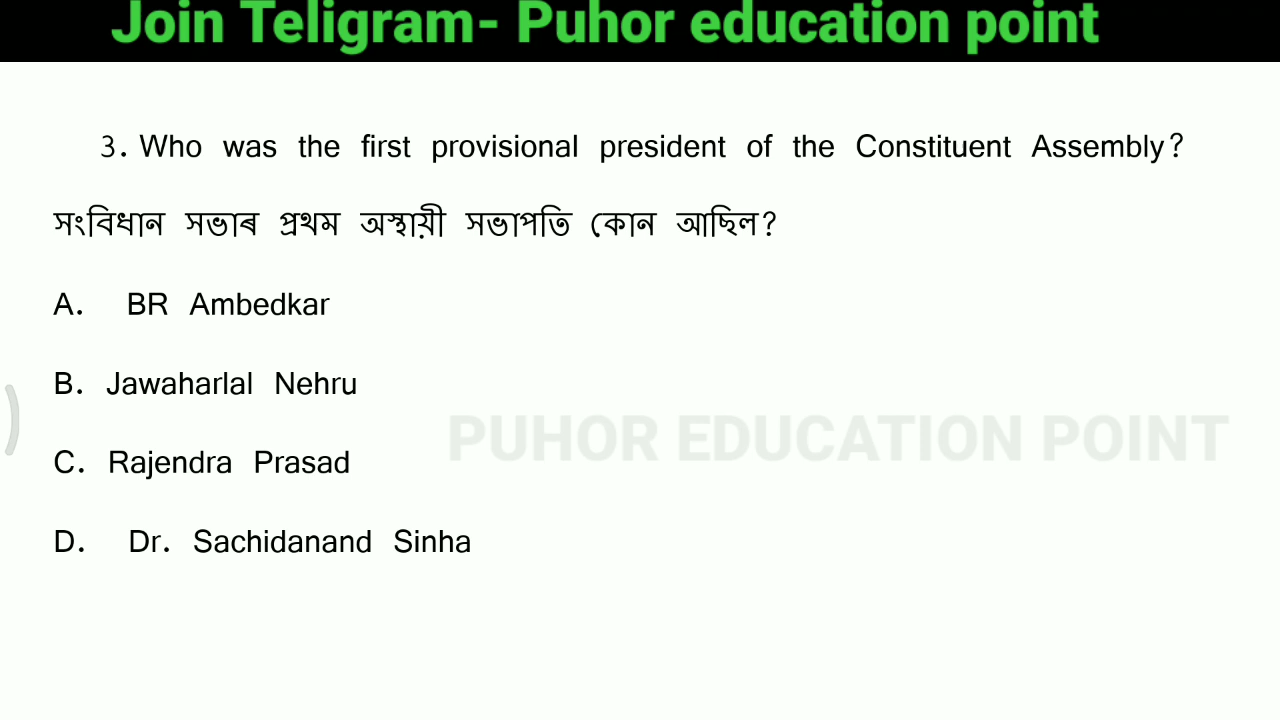 Join Teligram- Puhor education point
3. Who was the first provisional president of the Constituent Assembly?
সংবিধান সভাৰ প্ৰথম অস্থায়ী সভাপতি কোন আছিল?
A. BR Ambedkar
B. Jawaharlal Nehru
PUHOR EDUCATION POINT
C. Rajendra Prasad
D. Dr. Sachidanand Sinha